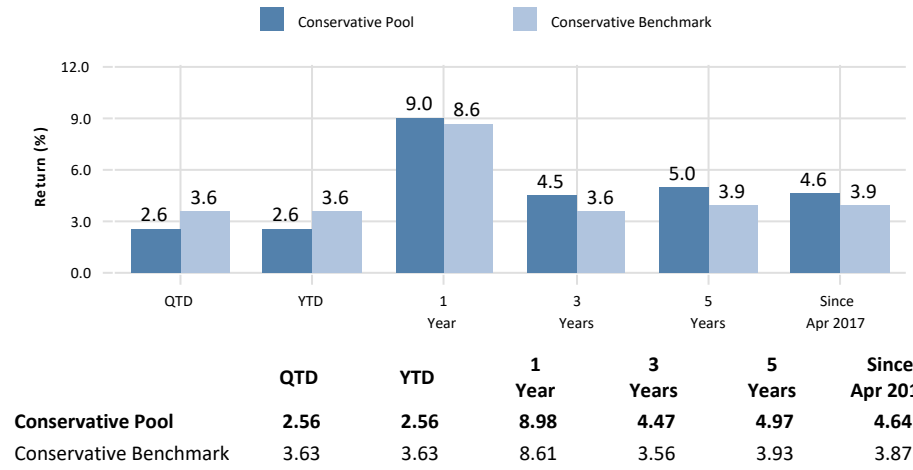 Conservative Pool Conservative Benchmark
12.0
9.0
6.0
3.0
0.0
Return (%)
2.6 3.6 2.6 3.6 9.0 8.6 4.5 3.6 5.0 3.9 4.6 3.9
QTD YTD 1 3 5 Since
Year Years Years Apr 2017
QTD YTD 1 3 5 Since
Year Years Years Apr 201
Conservative Pool 2.56 2.56 8.98 4.47 4.97 4.64
Conservative Benchmark 3.63 3.63 8.61 3.56 3.93 3.87